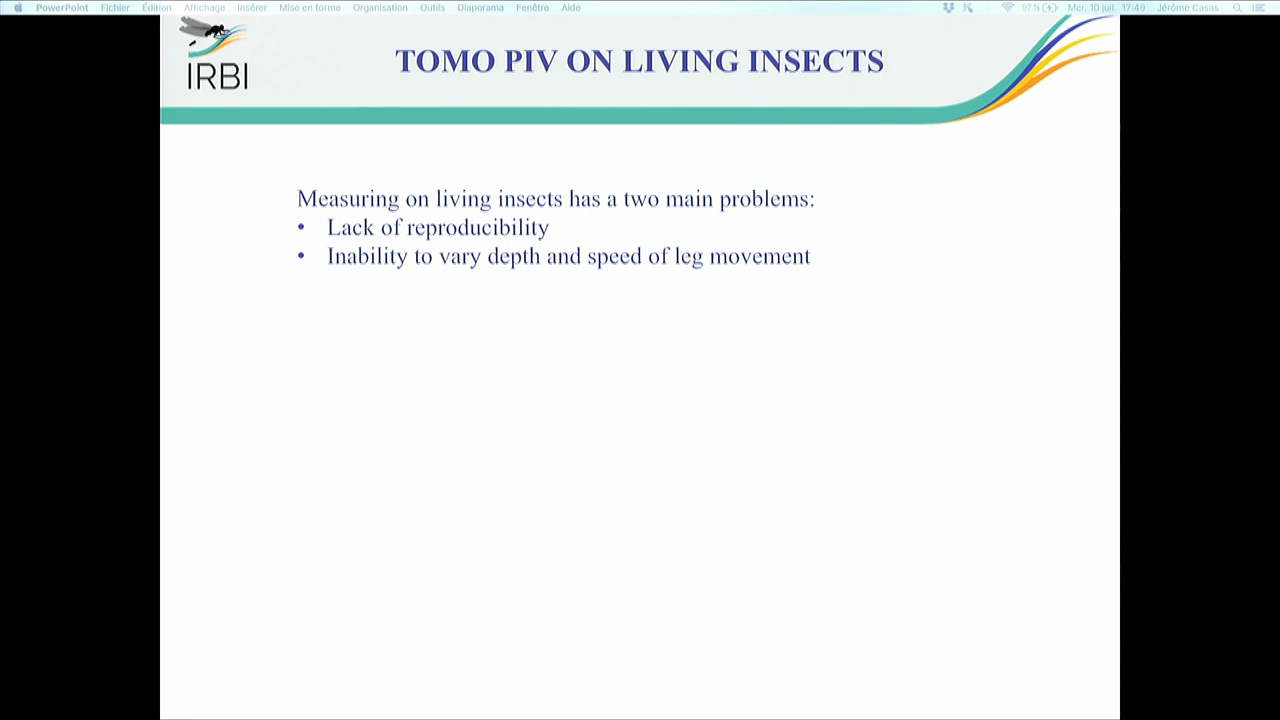 PowerPoint Fichier Édition Affichage Insérer Mise en forme Organisation Outils Diaporama Fenêtre Aide 97 % Mer. 10 juil. 17:49 Jérôme Casas
IRBI
TOMO PIV ON LIVING INSECTS
Measuring on living insects has a two main problems:
• Lack of reproducibility
• Inability to vary depth and speed of leg movement